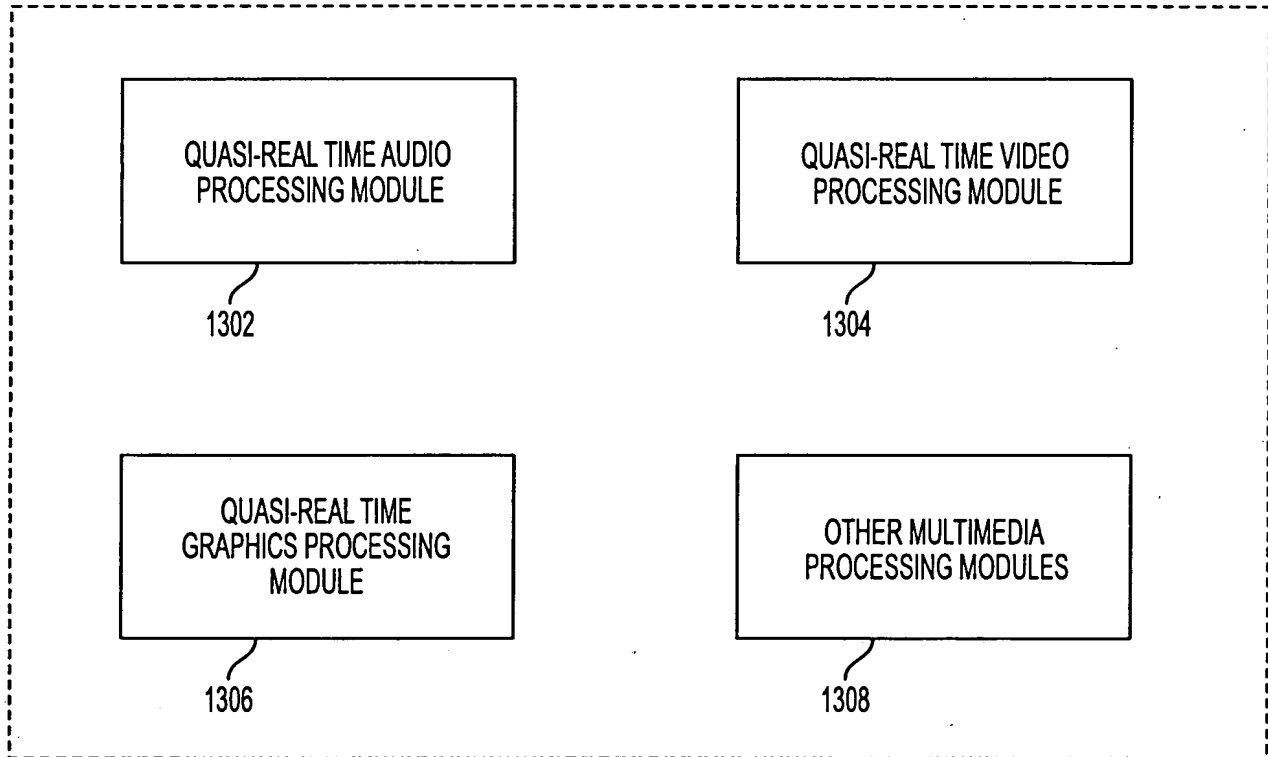 QUASI-REAL TIME AUDIO
PROCESSING MODULE
1302
QUASI-REAL TIME VIDEO
PROCESSING MODULE
1304
QUASI-REAL TIME
GRAPHICS PROCESSING
MODULE
1306
OTHER MULTIMEDIA
PROCESSING MODULES
1308